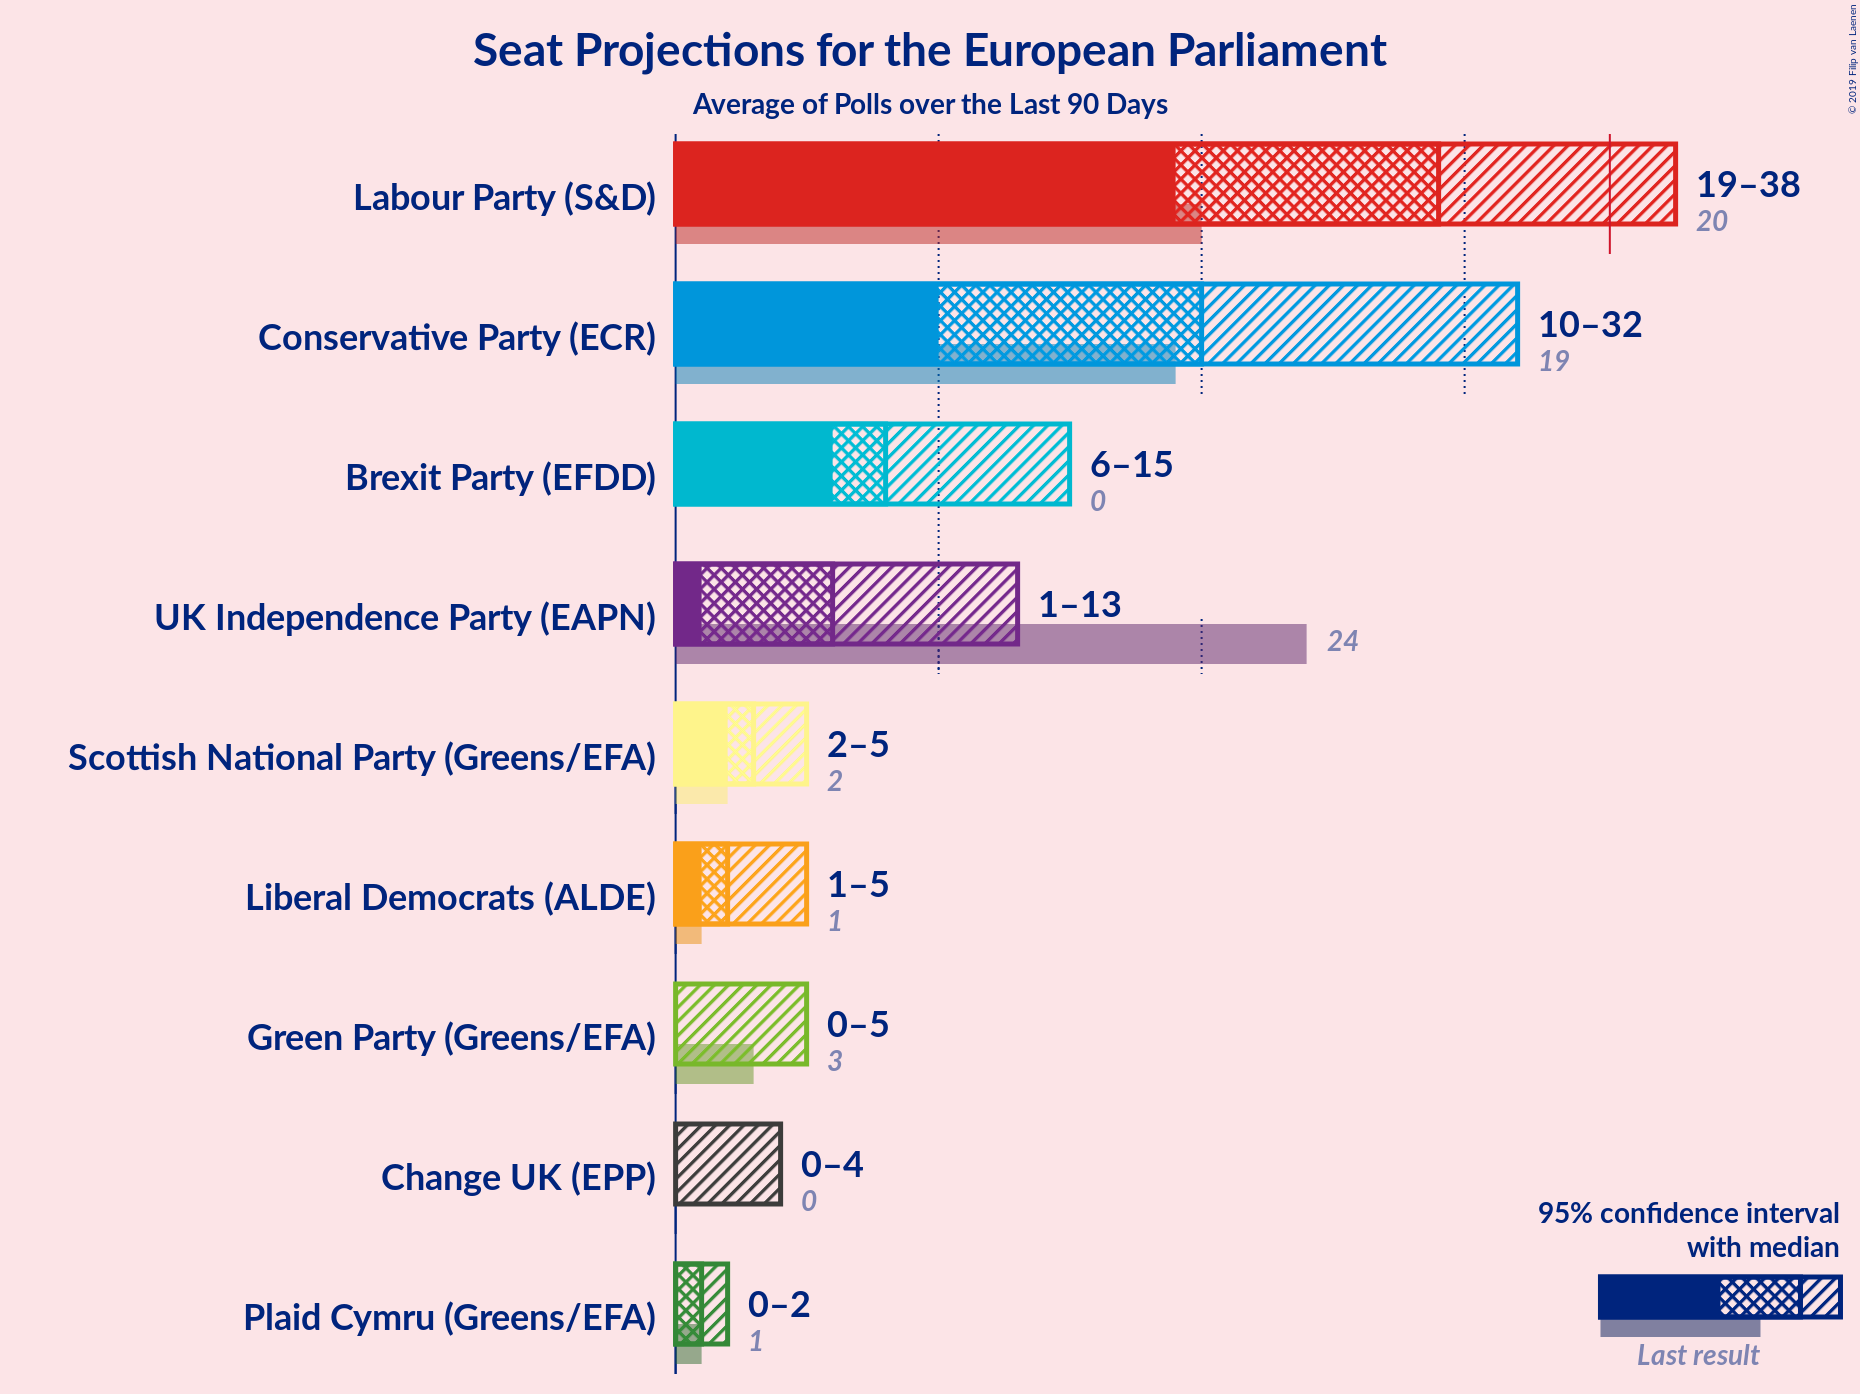 Seat Projections for the European Parliament
Average of Polls over the Last 90 Days
© 2019 Filip van Laenen
Labour Party (S&D)
19–38
20
Conservative Party (ECR)
10–32
19
Brexit Party (EFDD)
6–15
0
UK Independence Party (EAPN)
1–13
24
Scottish National Party (Greens/EFA)
2–5
2
Liberal Democrats (ALDE)
1–5
1
Green Party (Greens/EFA)
0–5
3
Change UK (EPP)
0–4
0
Plaid Cymru (Greens/EFA)
0–2
1
95% confidence interval
with median
Last result